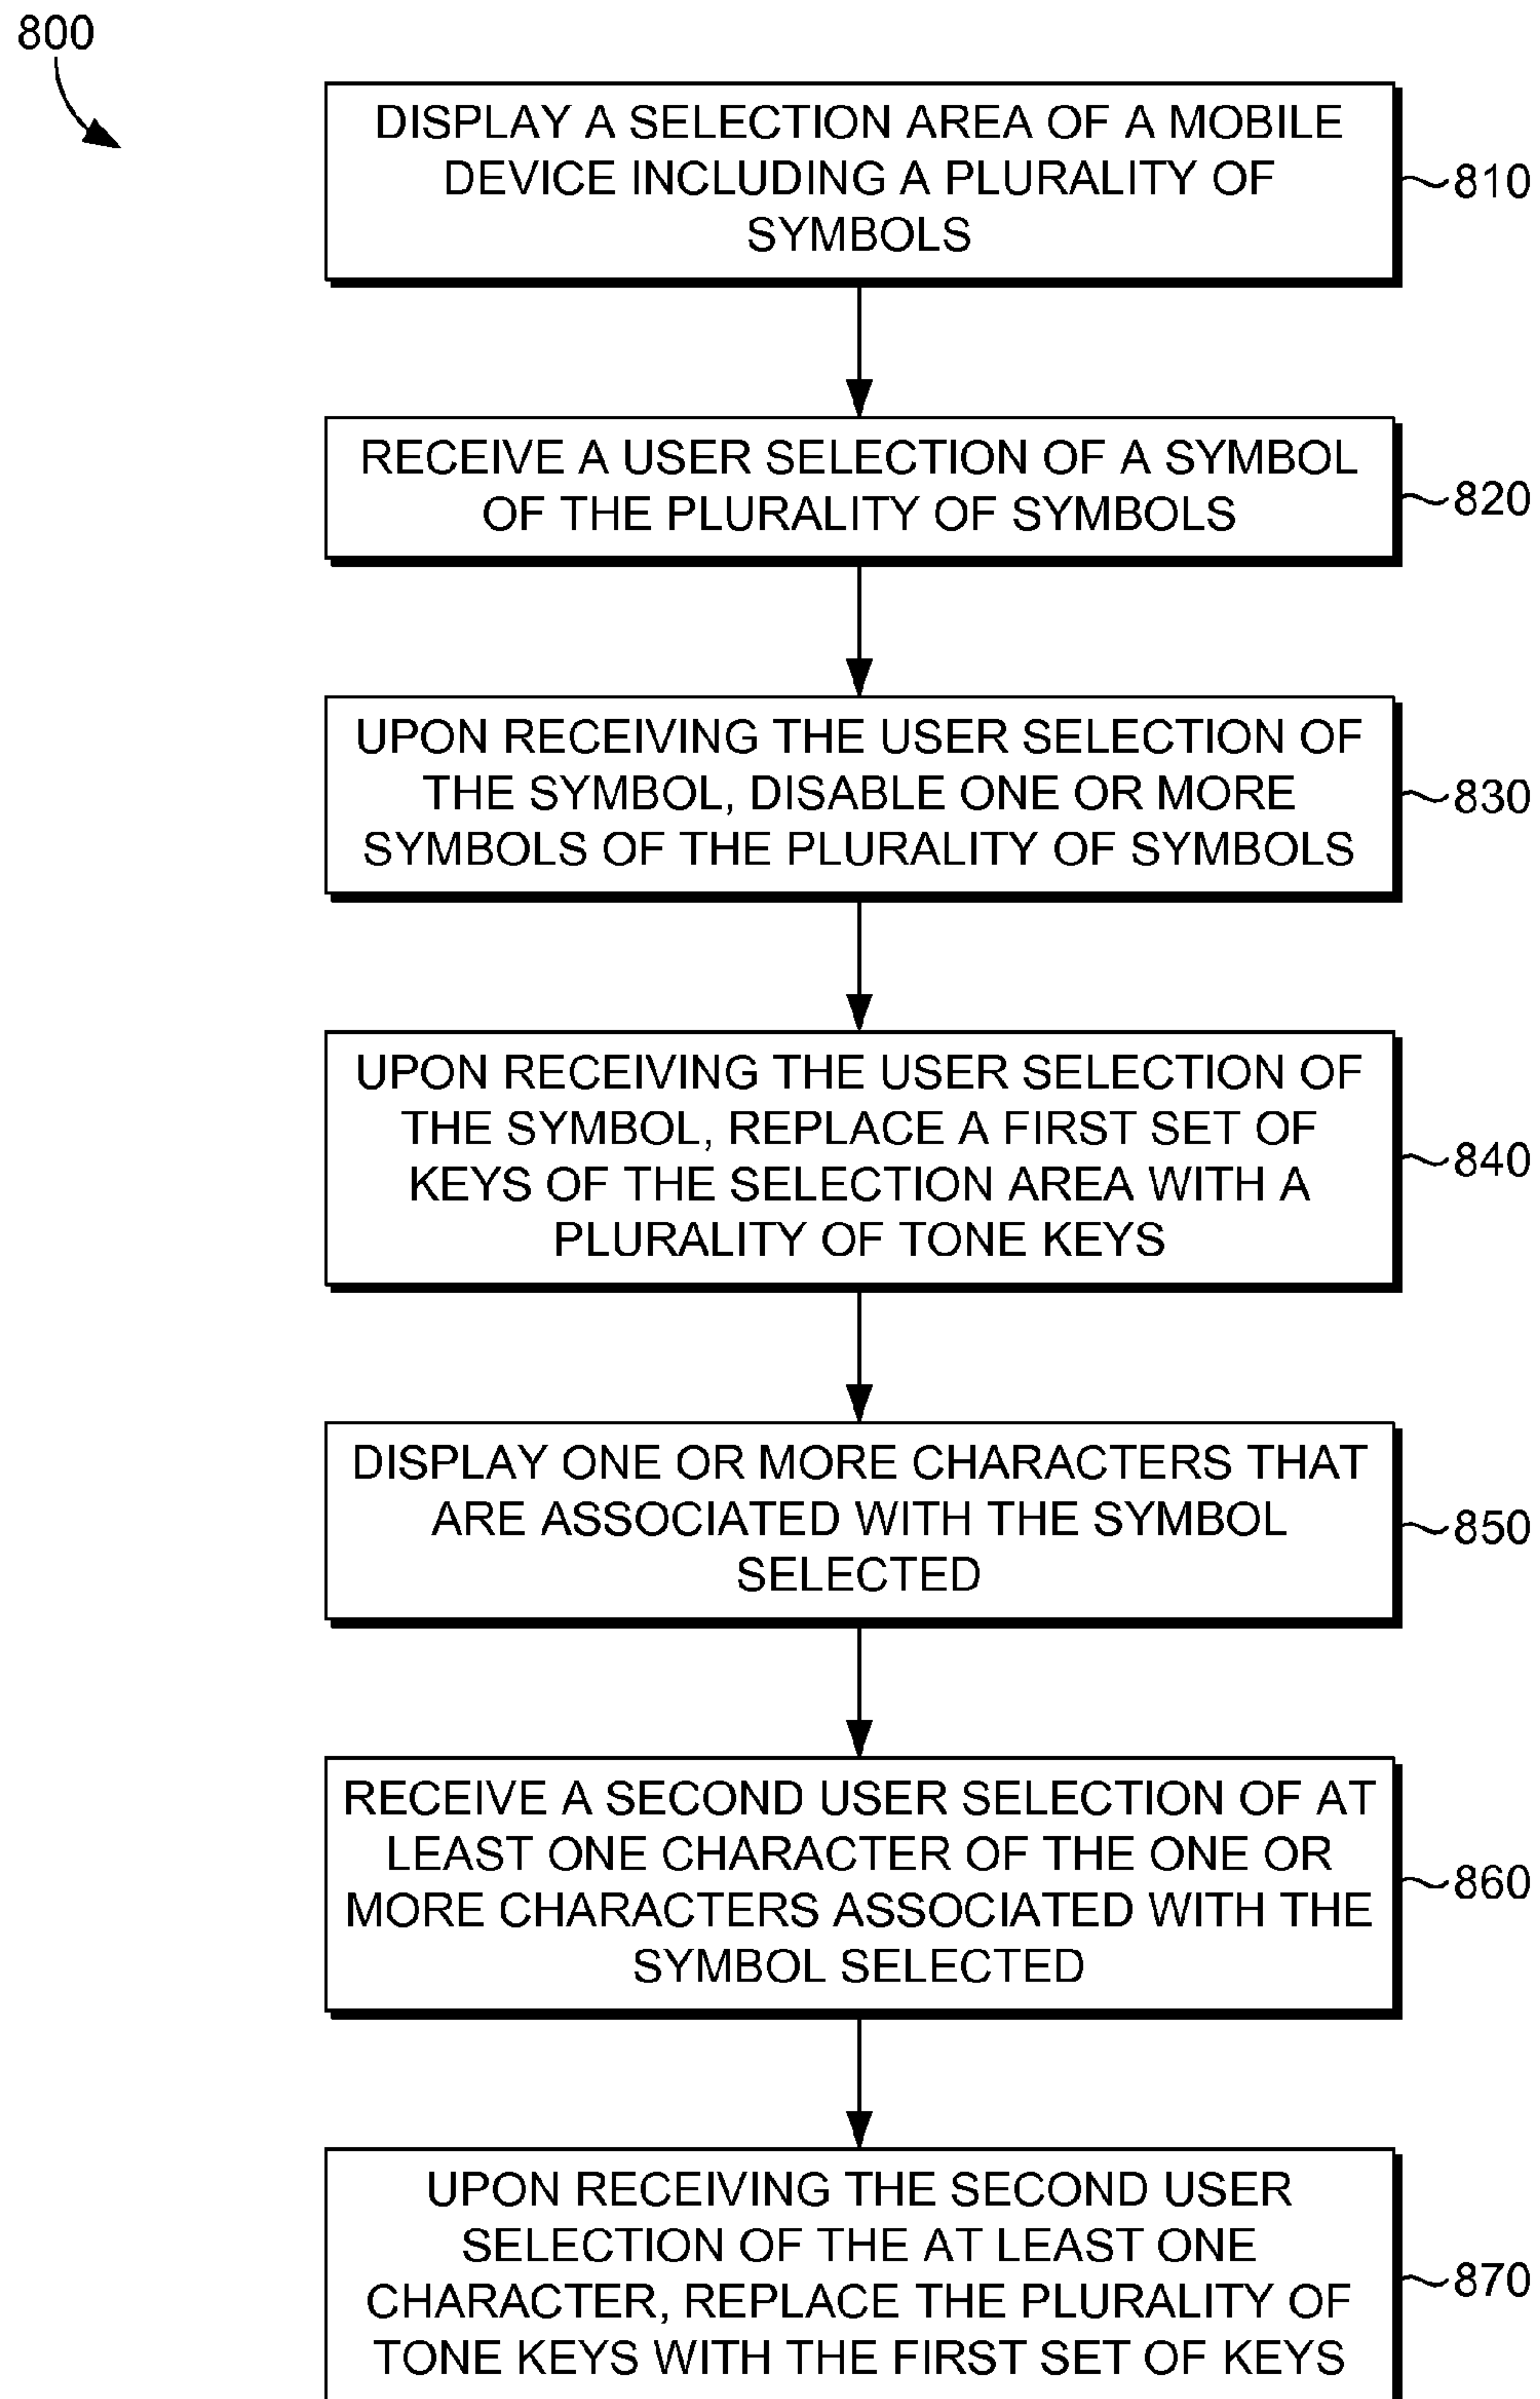 800
DISPLAY A SELECTION AREA OF A MOBILE
DEVICE INCLUDING A PLURALITY OF
SYMBOLS
810
RECEIVE A USER SELECTION OF A SYMBOL
OF THE PLURALITY OF SYMBOLS
820
UPON RECEIVING THE USER SELECTION OF
THE SYMBOL, DISABLE ONE OR MORE
SYMBOLS OF THE PLURALITY OF SYMBOLS
830
UPON RECEIVING THE USER SELECTION OF
THE SYMBOL, REPLACE A FIRST SET OF
KEYS OF THE SELECTION AREA WITH A
PLURALITY OF TONE KEYS
840
DISPLAY ONE OR MORE CHARACTERS THAT
ARE ASSOCIATED WITH THE SYMBOL
SELECTED
850
RECEIVE A SECOND USER SELECTION OF AT
LEAST ONE CHARACTER OF THE ONE OR
MORE CHARACTERS ASSOCIATED WITH THE
SYMBOL SELECTED
860
UPON RECEIVING THE SECOND USER
SELECTION OF THE AT LEAST ONE
CHARACTER, REPLACE THE PLURALITY OF
TONE KEYS WITH THE FIRST SET OF KEYS
870